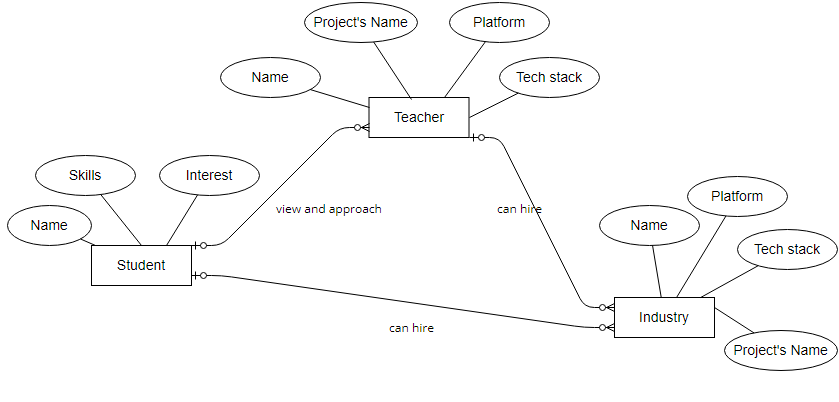 Project's Name
Platform
Name
Tech stack
Teacher
Skills
Interest
Name
view and approach
can hire
Student
Platform
Name
Tech stack
Industry
can hire
Project's Name